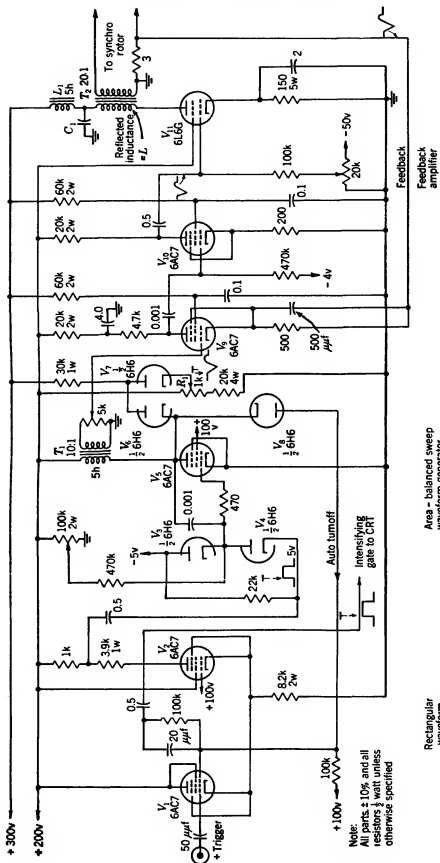 + 300v
+ 200v
50 μμf
+ Trigger
V1
6AC7
20
μμf
100k
0.5
1k
3.9k
1w
V2
6AC7
+100v
8.2k
2w
100k
+100v
Note:
All parts ± 10% and all
resistors ½ watt unless
otherwise specified
Rectangular
waveform
0.5
470k
100k
2w
-5v
V3
½ 6H6
V4
½ 6H6
22k
T
5v
Intensifying
gate to CRT
T
0.001
470
T1
10:1
5h
5k
V5
6AC7
+100
v
V6
½ 6H6
V7
½ 6H6
30k
1w
R1
1k
T
20k
4w
V8
½ 6H6
Auto turnoff
Area - balanced sweep
waveform generator
20k
2w
4.0
4.7k
0.001
60k
2w
V9
6AC7
0.1
500
500
μμf
470k
-4v
20k
2w
60k
2w
0.5
V10
6AC7
200
0.1
100k
20k
-50v
Feedback
Feedback
amplifier
L1
5h
C1
T2 20:1
Reflected
inductance
=L
To synchro
rotor
3
V11
6L6G
150
5w
2